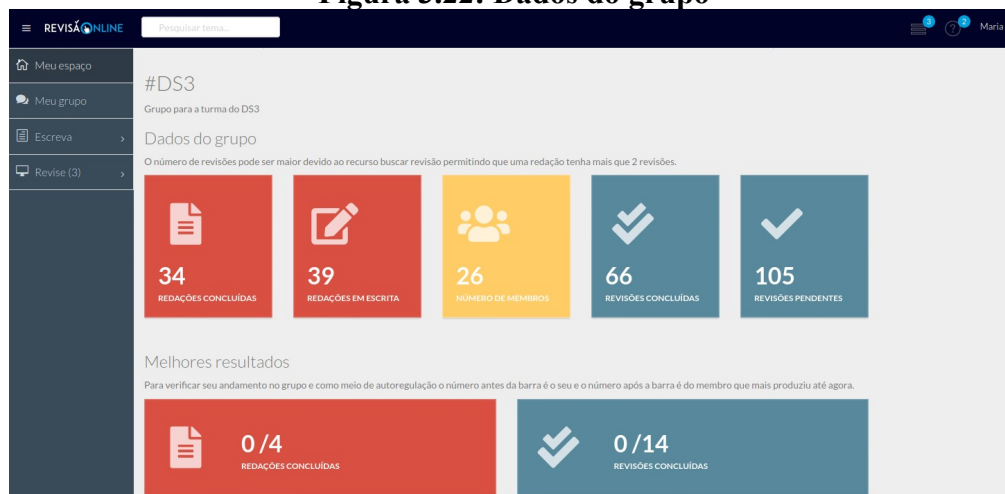 Figura 5.22: Dados do grupo
≡ REVISÃONLINE Pesquisar tema... 3 2 Maria
Meu espaço
Meu grupo
Escreva
Revise (3)
#DS3
Grupo para a turma do DS3
Dados do grupo
O número de revisões pode ser maior devido ao recurso buscar revisão permitindo que uma redação tenha mais que 2 revisões.
34
REDAÇÕES CONCLUÍDAS
39
REDAÇÕES EM ESCRITA
26
NÚMERO DE MEMBROS
66
REVISÕES CONCLUÍDAS
105
REVISÕES PENDENTES
Melhores resultados
Para verificar seu andamento no grupo e como meio de autoregulação o número antes da barra é o seu e o número após a barra é do membro que mais produziu até agora.
0 /4
REDAÇÕES CONCLUÍDAS
0 /14
REVISÕES CONCLUÍDAS